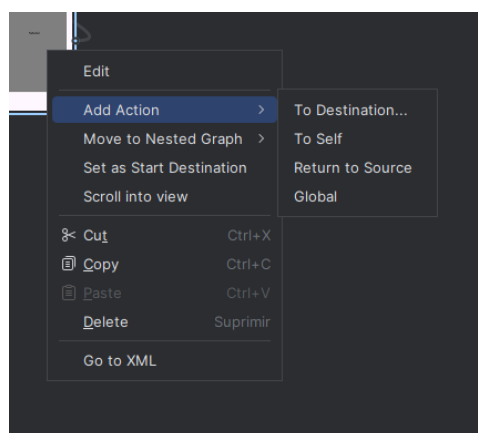 Edit
Add Action
To Destination...
Move to Nested Graph
To Self
Set as Start Destination
Return to Source
Scroll into view
Global
Cut Ctrl+X
Copy Ctrl+C
Paste Ctrl+V
Delete Suprimir
Go to XML